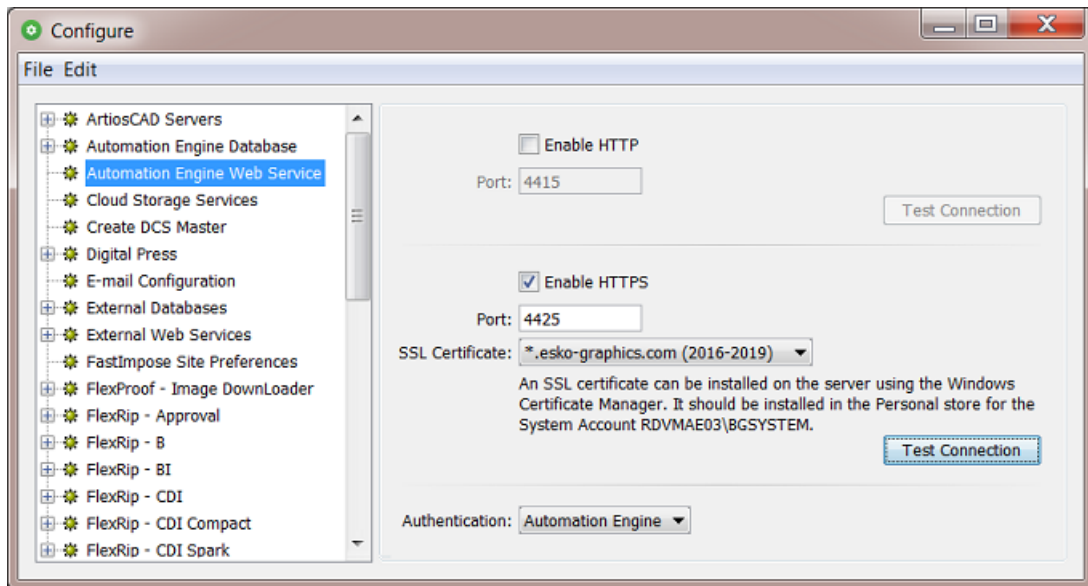 Configure
File Edit
ArtiosCAD Servers
Automation Engine Database
Automation Engine Web Service
Cloud Storage Services
Create DCS Master
Digital Press
E-mail Configuration
External Databases
External Web Services
FastImpose Site Preferences
FlexProof - Image DownLoader
FlexRip - Approval
FlexRip - B
FlexRip - BI
FlexRip - CDI
FlexRip - CDI Compact
FlexRip - CDI Spark
Enable HTTP
Port: 4415
Test Connection
Enable HTTPS
Port: 4425
SSL Certificate: *.esko-graphics.com (2016-2019)
An SSL certificate can be installed on the server using the Windows
Certificate Manager. It should be installed in the Personal store for the
System Account RDVMAE03\BGSYSTEM.
Test Connection
Authentication: Automation Engine